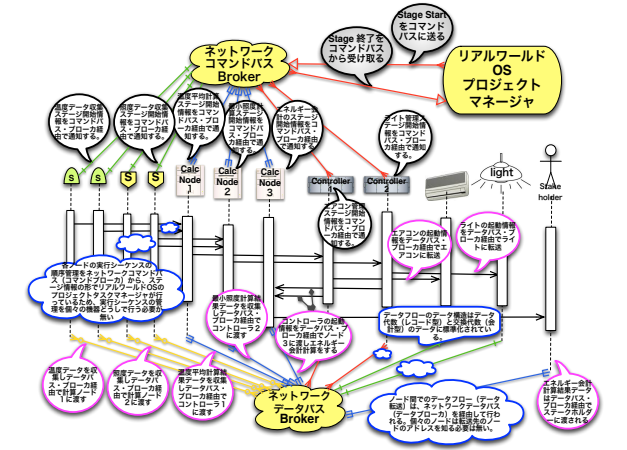 Stage Start
をコマンド
パスに送る
Stage 終了を
コマンドパス
から受け取る
ネットワーク
コマンドパス
Broker
リアルワールド
OS
プロジェクト
マネージャ
温度データ収集
ステージ開始情
報をコマンドパ
ス・ブローカ経
由で通知する。
照度データ収集
ステージ開始情
報をコマンドパ
ス・ブローカ経
由で通知する。
温度平均計算
ステージ開始
情報をコマン
ドパス・ブ
ローカ経由で
通知する。
最小照度計
算ステージ
開始情報を
コマンドパ
ス・ブロー
カ経由で通
知する。
エネルギー会
計のステージ
開始情報をコ
マンドパス・
ブローカ経由
で通知する。
ライト管理ス
テージ開始情
報をコマンド
パス・ブロー
カ経由で通知
する。
S
S
S
S
Calc
Node
1
Calc
Node
2
Calc
Node
3
Controller
1
Controller
2
light
Stake
holder
エアコン管理
ステージ開始
情報をコマン
ドパス・ブ
ローカ経由で
通知する。
エアコンの起動情
報をデータパス・ブ
ローカ経由でエ
アコンに転送
ライトの起動情報
をデータパス・ブ
ローカ経由でライ
トに転送
各ノードの実行シーケンスの
順序管理をネットワークコマンドパス
（コマンドブローカ）から、ステー
ジ情報の形でリアルワールドOSの
プロジェクトタスクマネージャが行
っているため、実行シーケンスの管
理を個々の機器どうしで行う必要が
無い
最小照度計算結
果データを収集
しデータパス・
ブローカ経由で
コントローラ２
に渡す
コントローラの起動
情報をデータパス・ブ
ローカ経由でノード
３に渡しエネルギー
会計計算をする
データフローのデータ構造はデータ
代数（レコード型）と交換代数（会
計型）のデータに標準化されてい
る。
温度データを収
集しデータパ
ス・ブローカ経
由で計算ノード
１に渡す
照度データを収
集しデータパ
ス・ブローカ経
由で計算ノード
２に渡す
温度平均計算結
果データを収集
しデータパス・
ブローカ経由で
コントローラ１
に渡す
ネットワーク
データパス
Broker
ノード間でのデータフロー（データ
転送）は、ネットワークデータパス
（データブローカ）を経由して行わ
れる。個々のノードは転送先のノー
ドのアドレスを知る必要は無い。
エネルギー会計
計算結果データ
はデータパス・
ブローカ経由で
ステークホルダ
ーに渡される